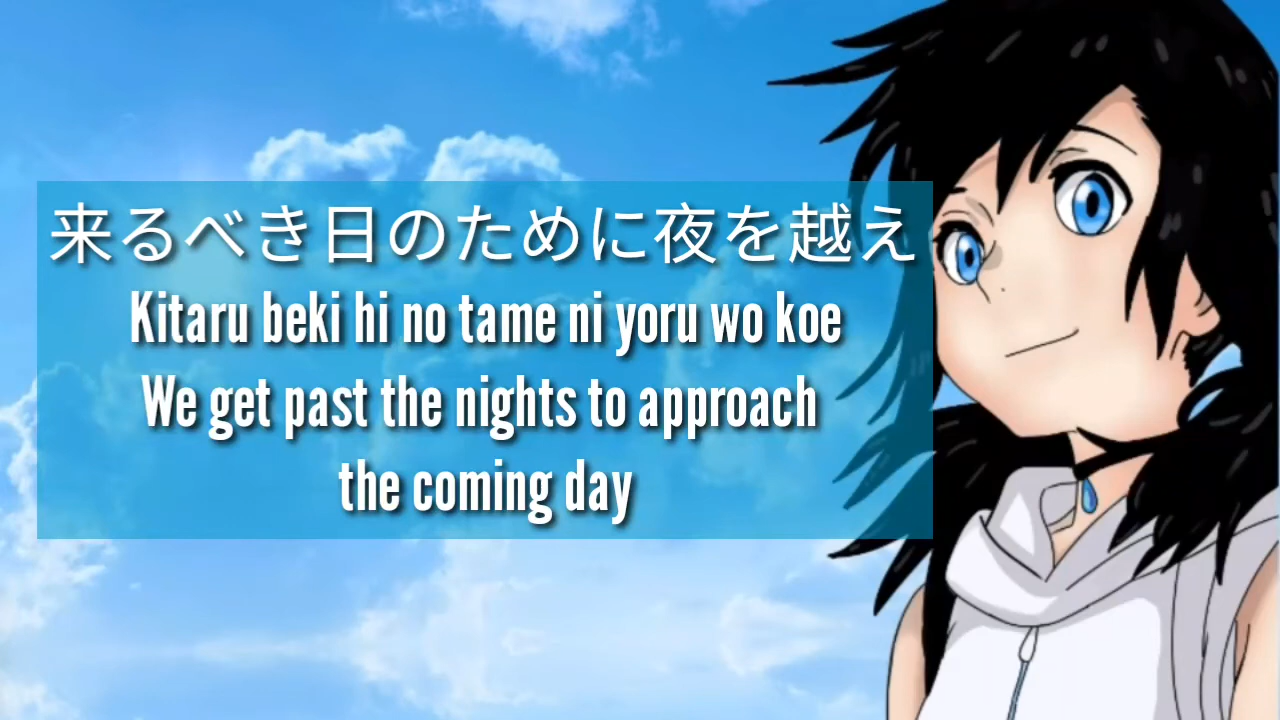 来るべき日のために夜を越え
Kitaru beki hi no tame ni yoru wo koe
We get past the nights to approach
the coming day